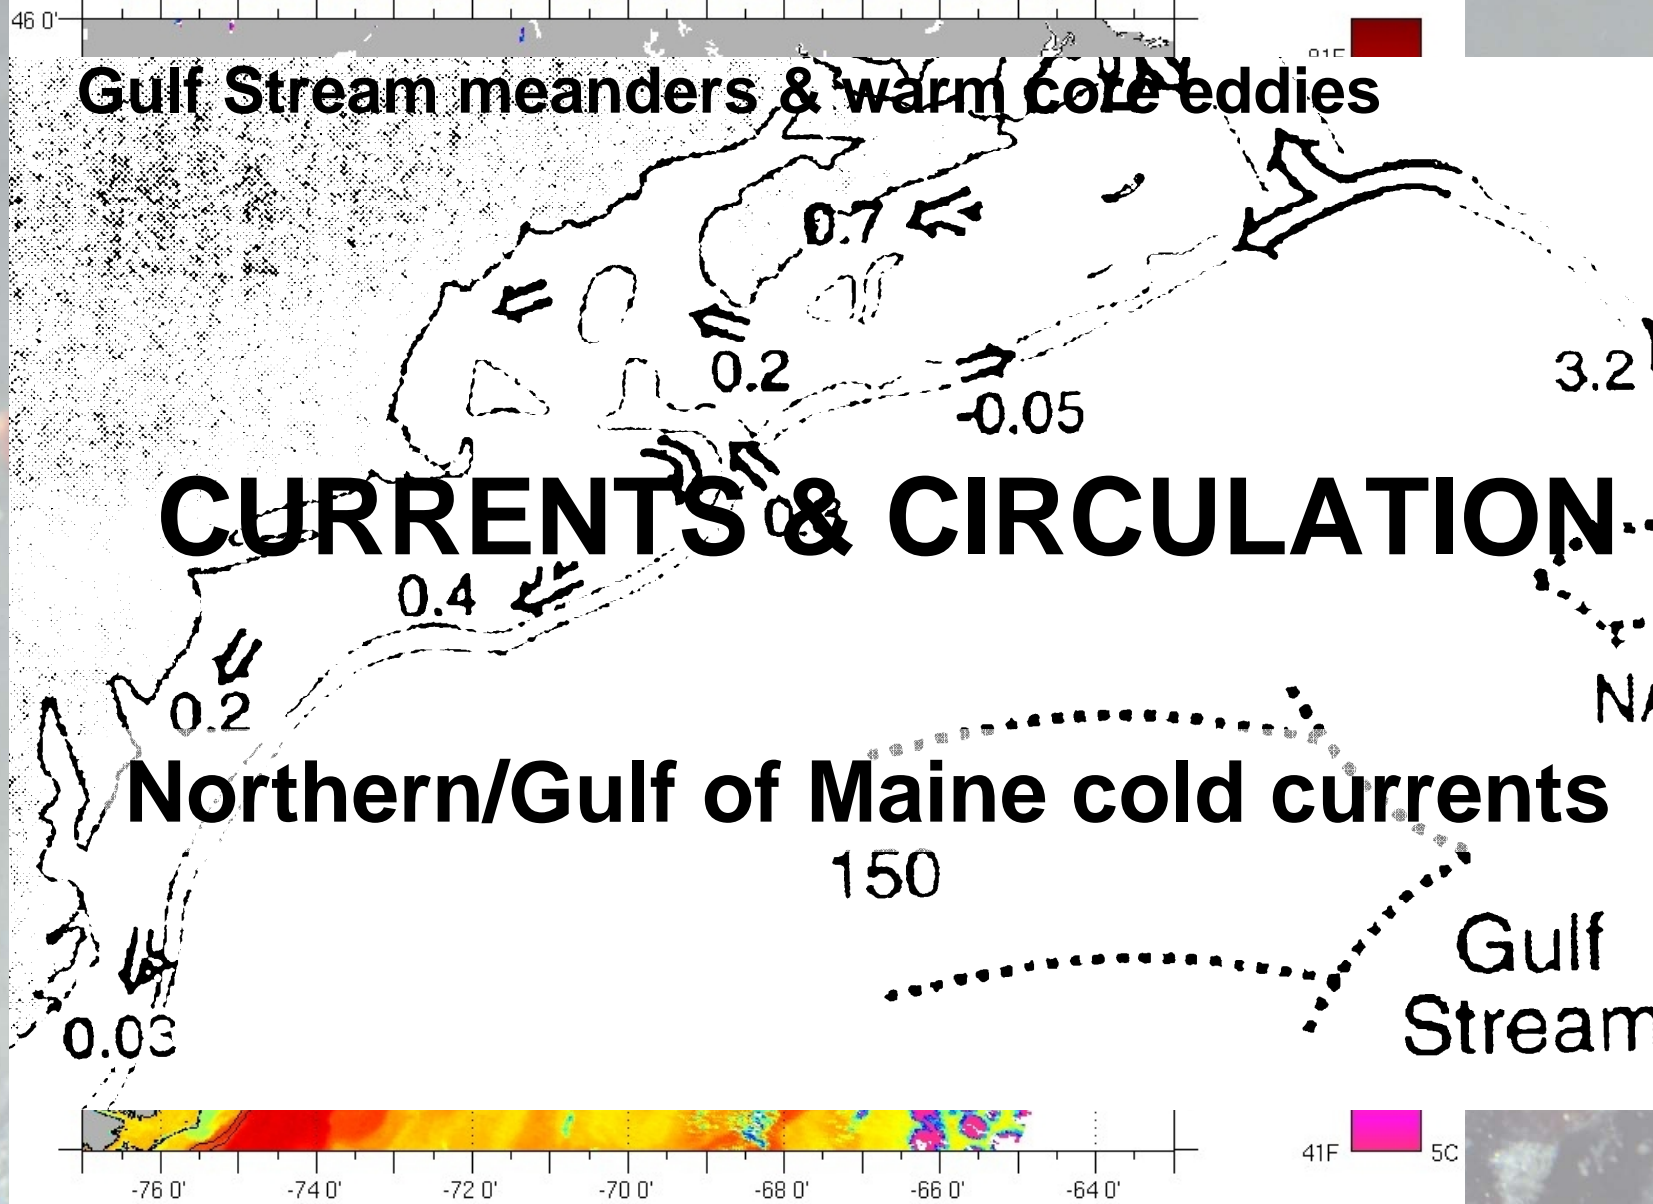 46 0'
Gulf Stream meanders & warm core eddies
0.7
0.2
3.2
-0.05
CURRENTS & CIRCULATION
0.4
0.2
Northern/Gulf of Maine cold currents
150
Gulf
Stream
0.03
41F 5C
-76 0' -74 0' -72 0' -70 0' -68 0' -66 0' -64 0'